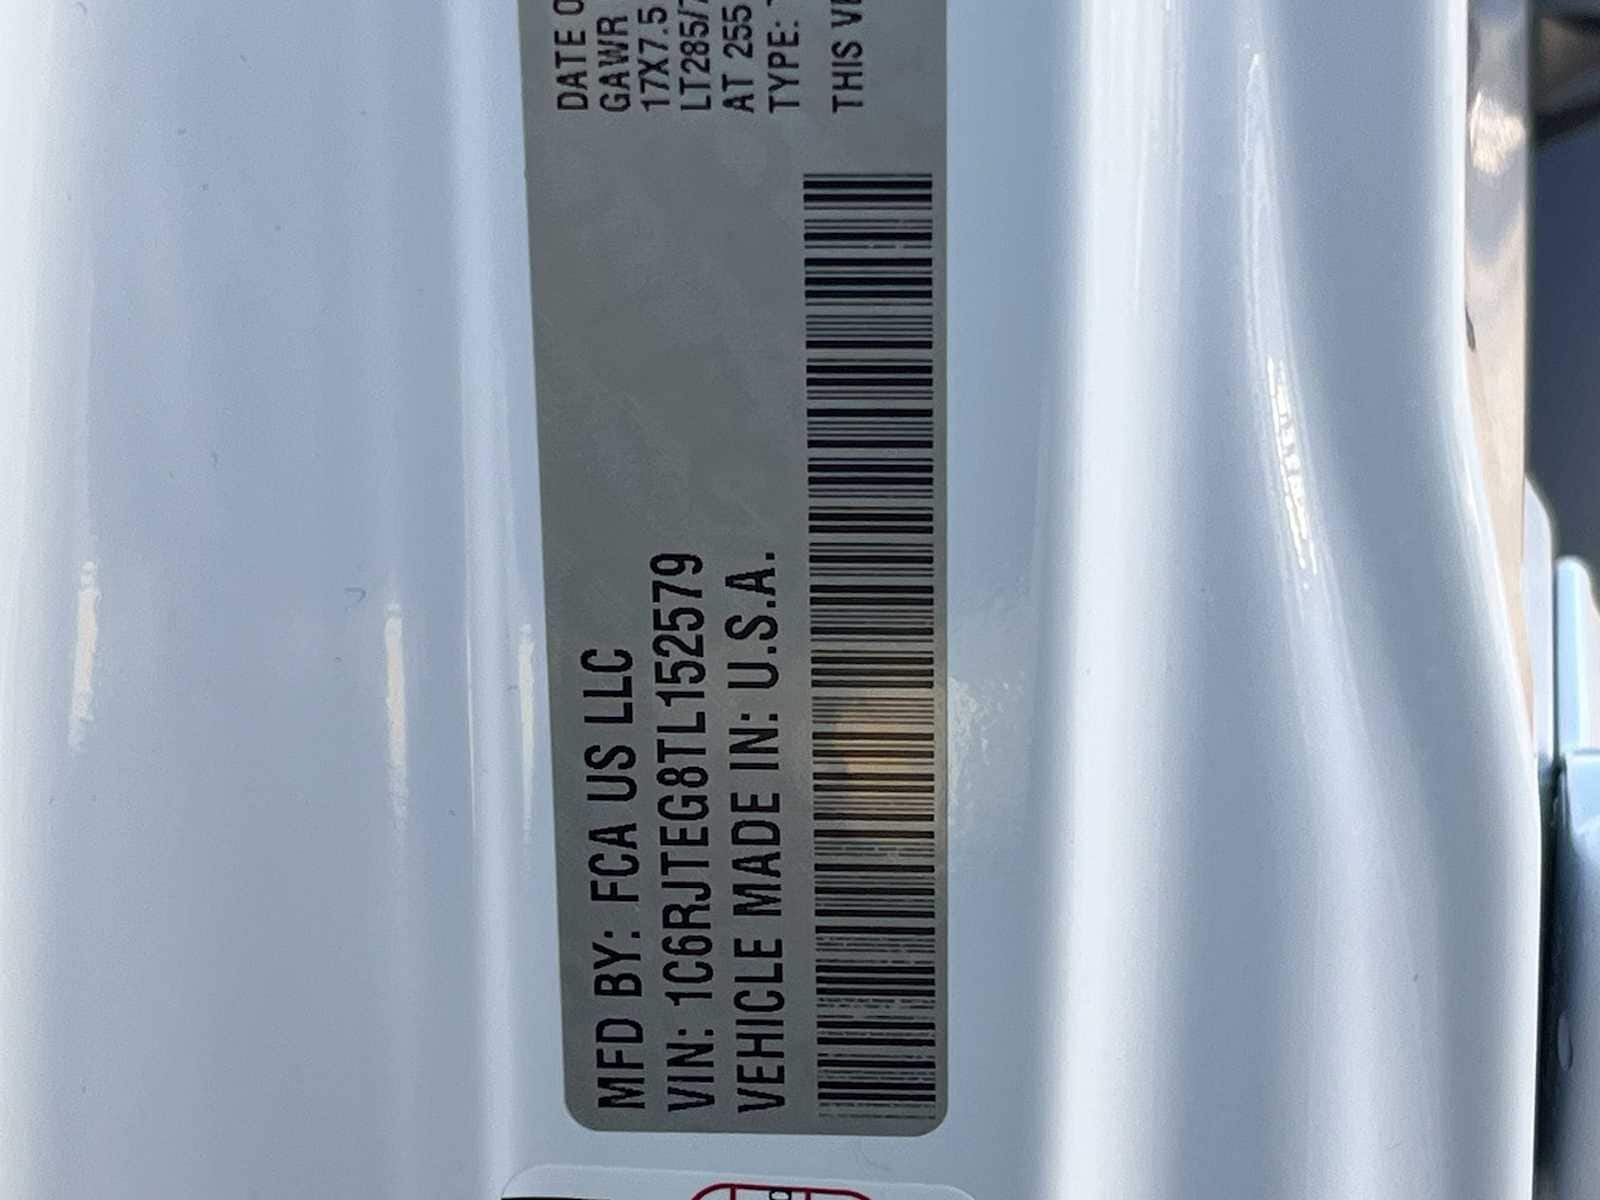 MFD BY: FCA US LLC
VIN: 1C6RJTEG8TL152579
VEHICLE MADE IN: U.S.A.
DATE
GAWR
17X7.5
LT285/7
AT 255
TYPE:
THIS